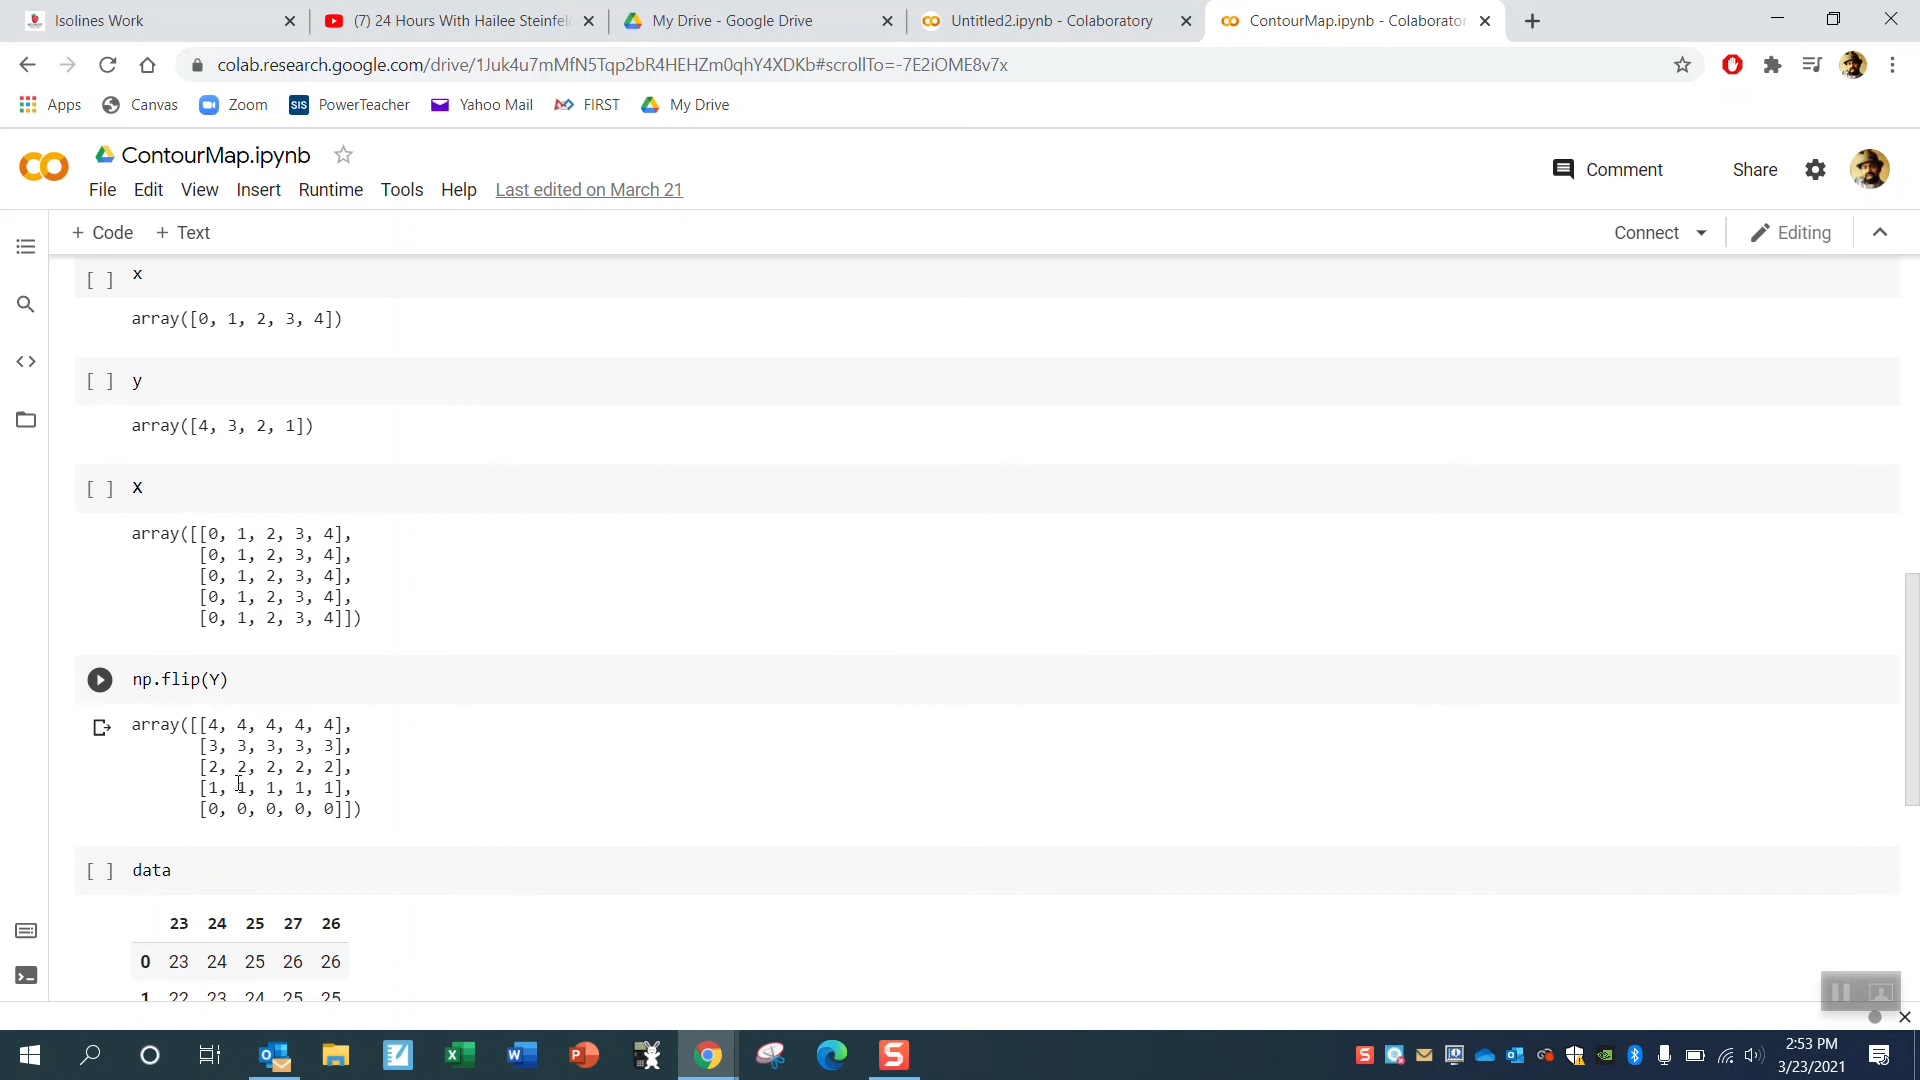 Isolines Work
(7) 24 Hours With Hailee Steinfel
My Drive - Google Drive
Untitled2.ipynb - Colaboratory
ContourMap.ipynb - Colaborator
colab.research.google.com/drive/1Juk4u7mMfN5Tqp2bR4HEHZm0qhY4XDKb#scrollTo=-7E2iOME8v7x
Apps Canvas Zoom SIS PowerTeacher Yahoo Mail FIRST My Drive
ContourMap.ipynb
Comment Share
File Edit View Insert Runtime Tools Help Last edited on March 21
+ Code + Text Connect Editing
[ ] x
array([0, 1, 2, 3, 4])
[ ] y
array([4, 3, 2, 1])
[ ] X
array([[0, 1, 2, 3, 4],
[0, 1, 2, 3, 4],
[0, 1, 2, 3, 4],
[0, 1, 2, 3, 4],
[0, 1, 2, 3, 4]])
np.flip(Y)
array([[4, 4, 4, 4, 4],
[3, 3, 3, 3, 3],
[2, 2, 2, 2, 2],
[1, 1, 1, 1, 1],
[0, 0, 0, 0, 0]])
[ ] data
23 24 25 27 26
0 23 24 25 26 26
1 22 23 24 25 25
2:53 PM
3/23/2021